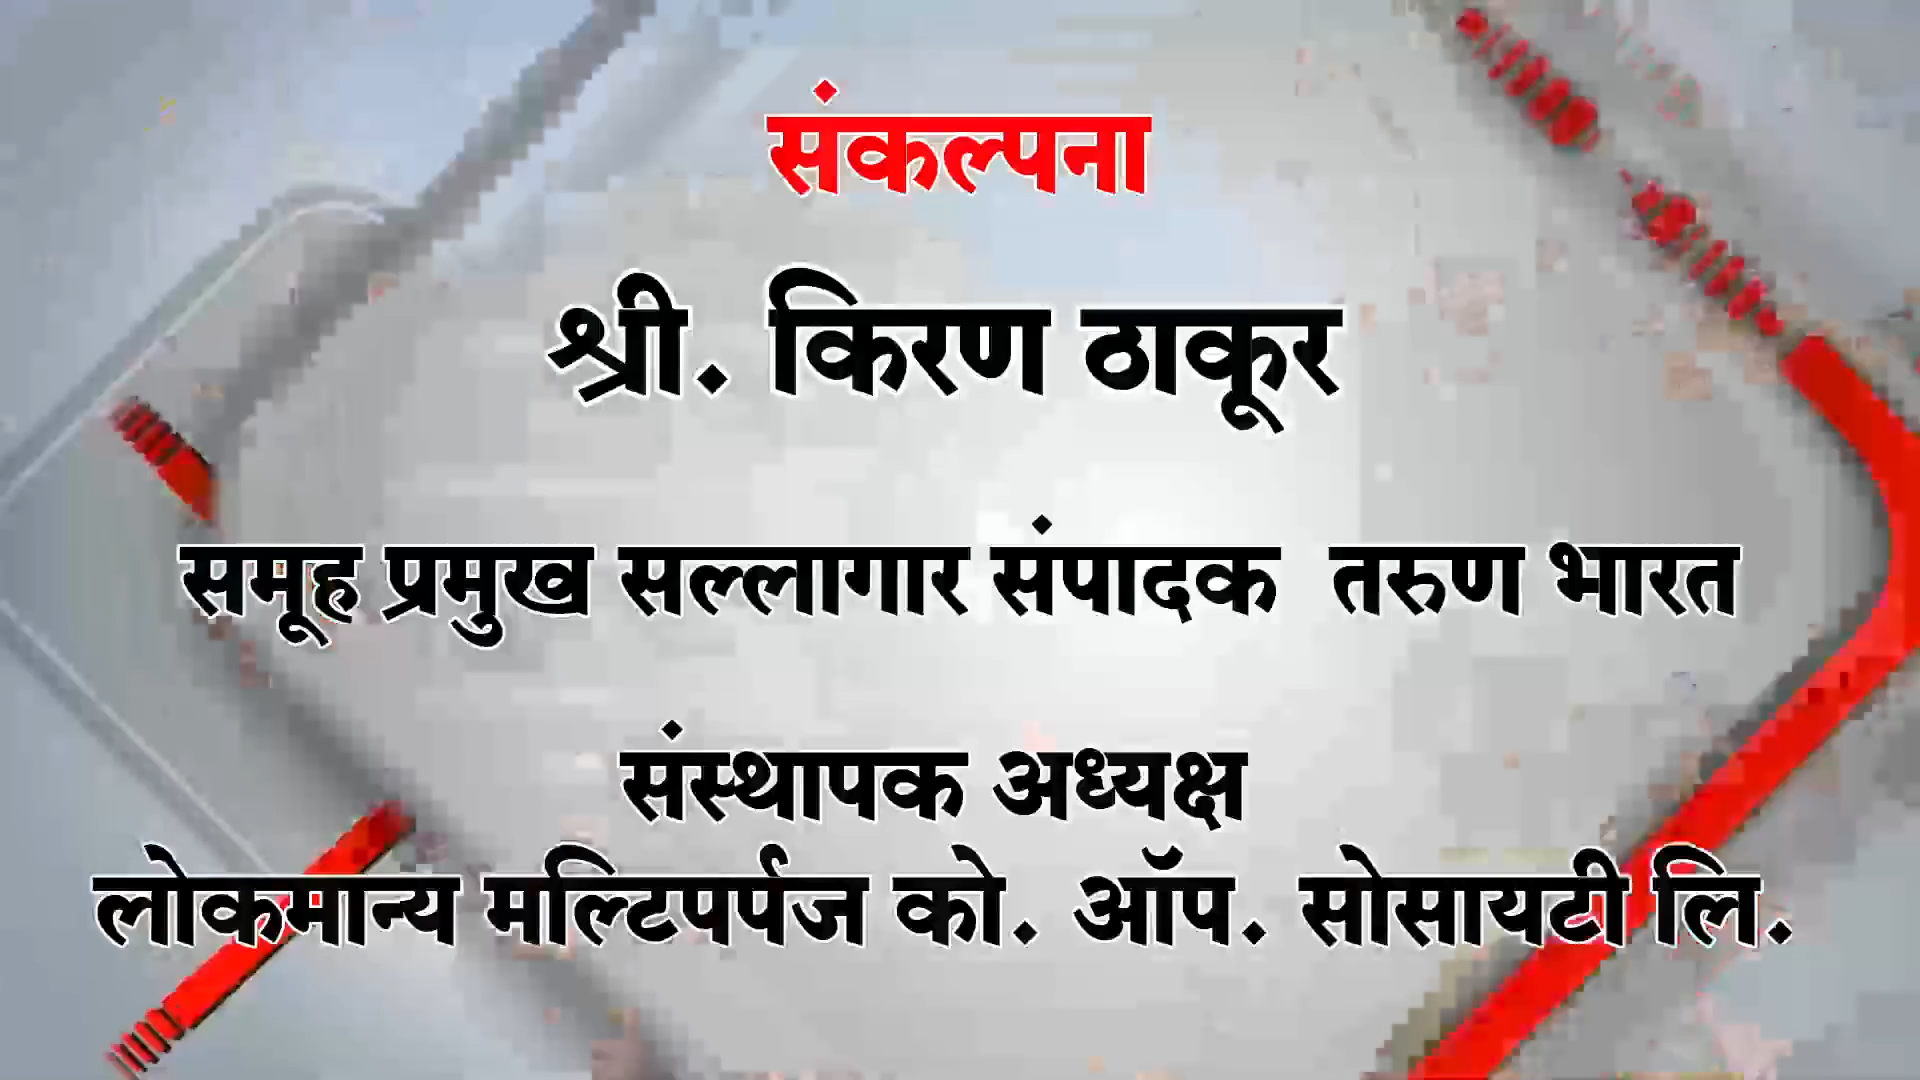 संकल्पना
श्री. किरण ठाकूर
समूह प्रमुख सल्लागार संपादक तरुण भारत
संस्थापक अध्यक्ष
लोकमान्य मल्टिपर्पज को. ऑप. सोसायटी लि.